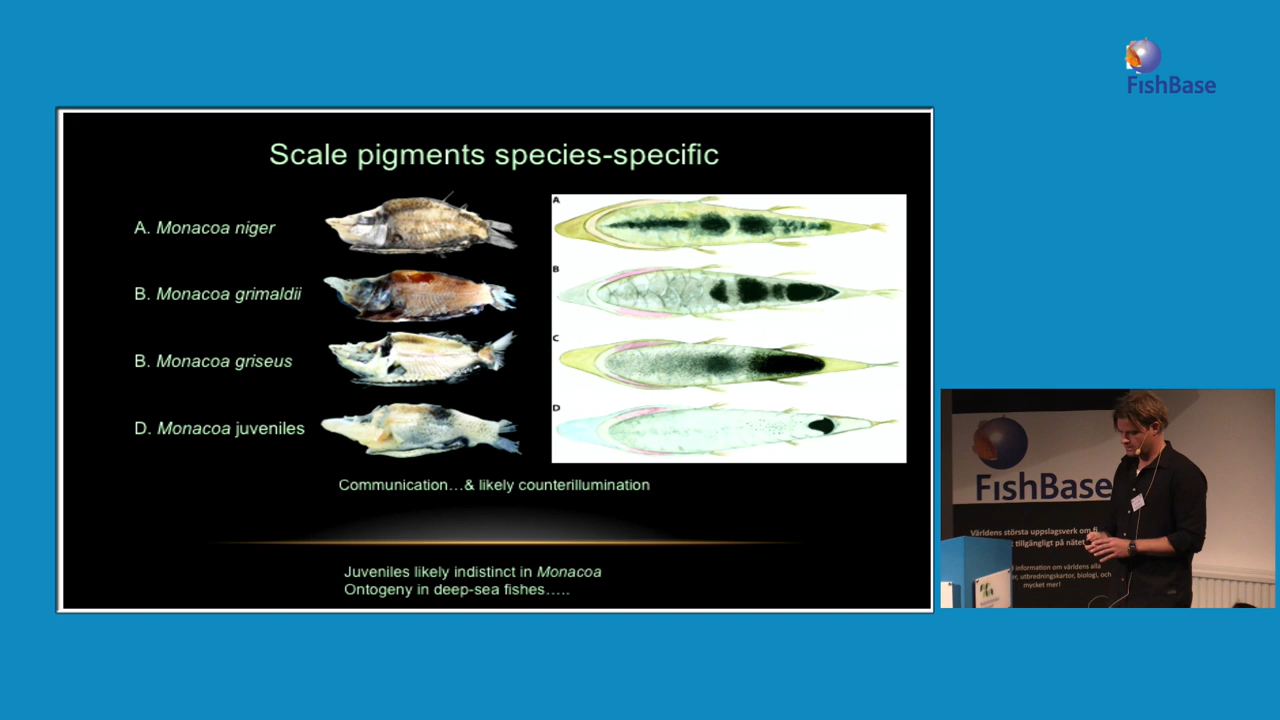 FishBase
Scale pigments species-specific
A. Monacoa niger
B. Monacoa grimaldii
B. Monacoa griseus
D. Monacoa juveniles
A
B
C
D
Communication…& likely counterillumination
Juveniles likely indistinct in Monacoa
Ontogeny in deep-sea fishes…..
FishBase
Världens största uppslagsverk om fi
tillgängligt på nätet
information om världens alla
er, utbredningskartor, biologi, och
mycket mer!